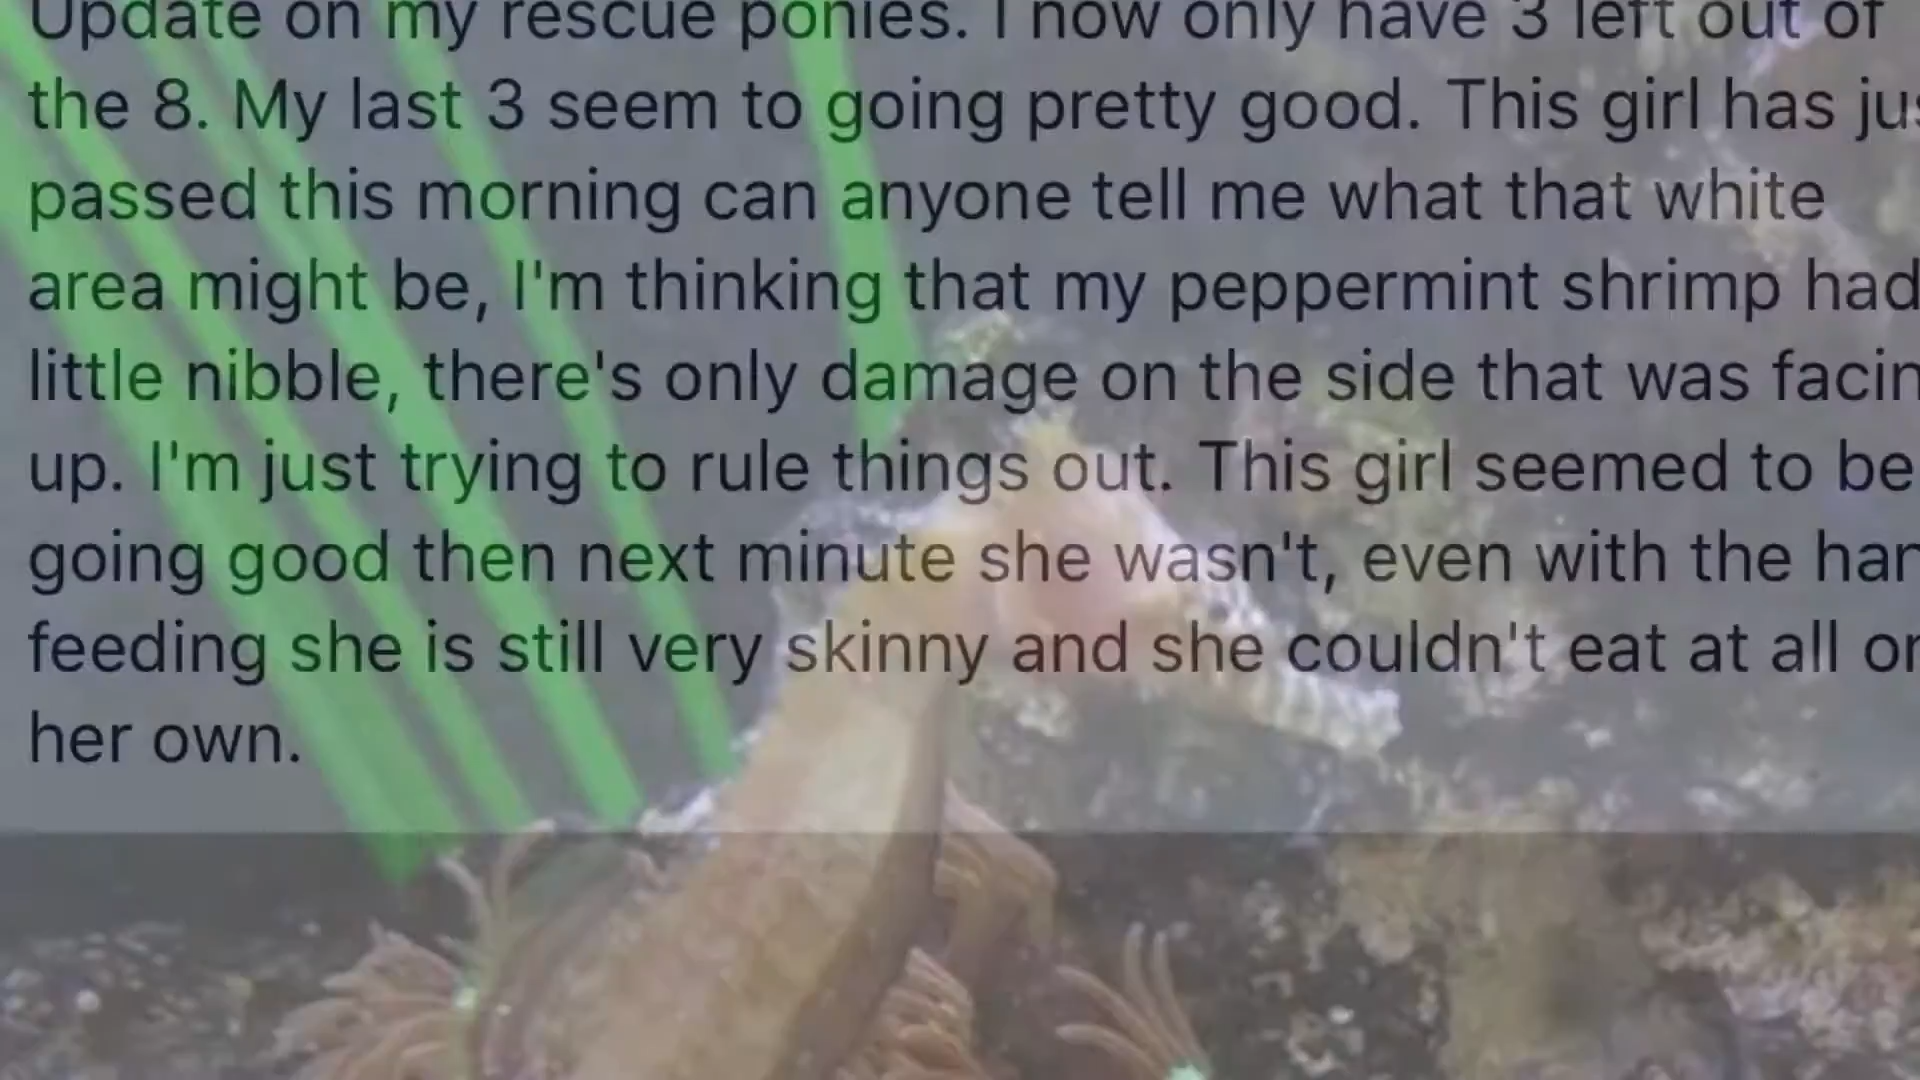 Update on my rescue ponies. I now only have 3 left out of
the 8. My last 3 seem to going pretty good. This girl has
passed this morning can anyone tell me what that white
area might be, I'm thinking that my peppermint shrimp had
little nibble, there's only damage on the side that was
up. I'm just trying to rule things out. This girl seemed to be
going good then next minute she wasn't, even with the
feeding she is still very skinny and she couldn't eat at all
her own.